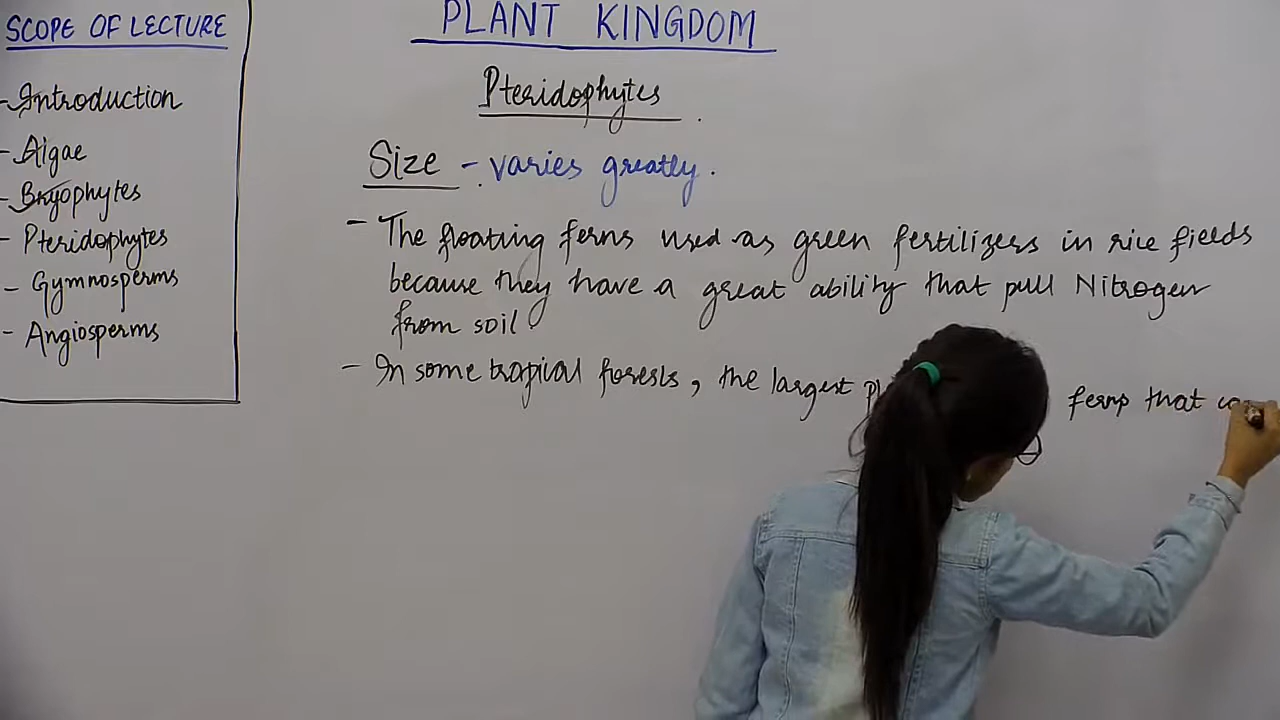 SCOPE OF LECTURE
- Introduction
- Algae
- Bryophytes
- Pteridophytes
- Gymnosperms
- Angiosperms
PLANT KINGDOM
Pteridophytes
Size - varies greatly.
- The floating ferns used as green fertilizers in rice fields
because they have a great ability that pull Nitrogen
from soil.
- In some tropical forests, the largest ferns that